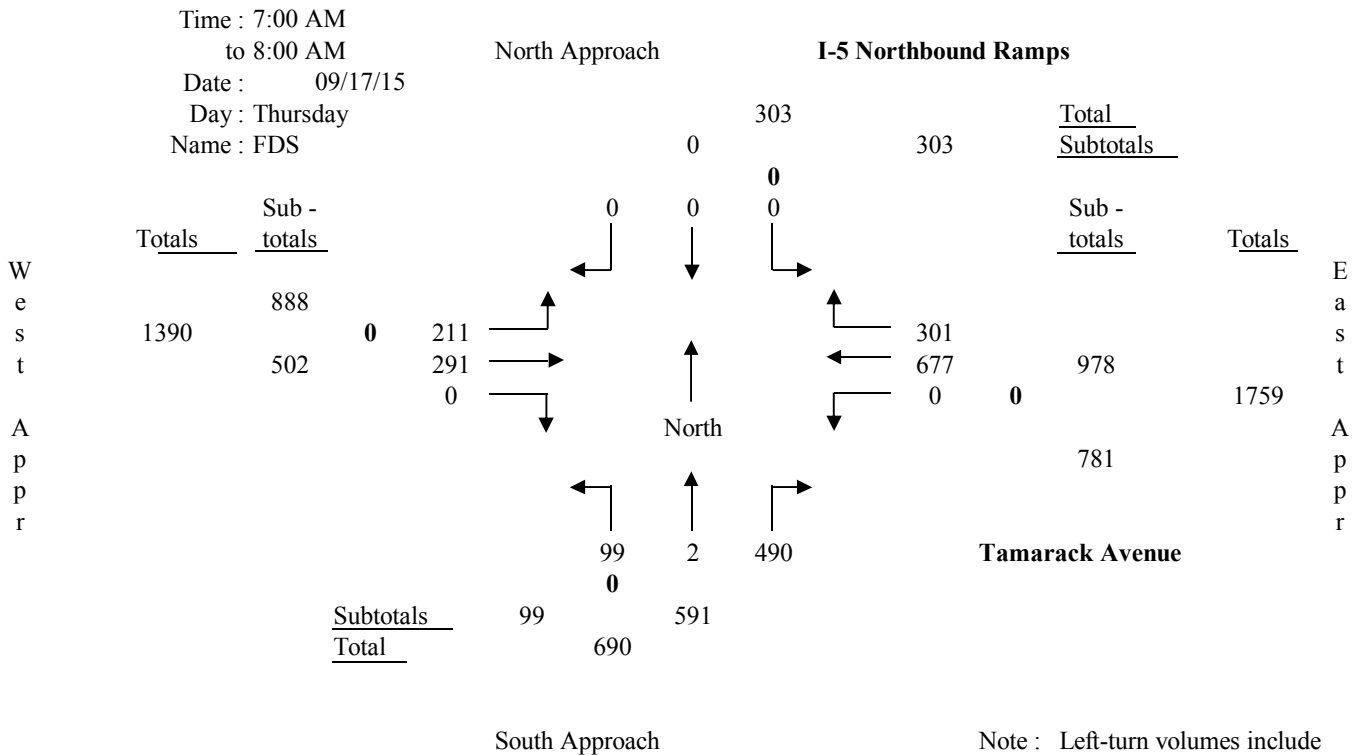 Time : 7:00 AM
to 8:00 AM North Approach I-5 Northbound Ramps
Date : 09/17/15
Day : Thursday 303 Total
Name : FDS 0 303 Subtotals
0
Sub - 0 0 0 Sub -
Totals totals totals Totals
W E
e 888 a
s 1390 0 211 301 s
t 502 291 677 978 t
0 0 0 1759
A North A
p 781 p
p p
r r
99 2 490 Tamarack Avenue
0
Subtotals 99 591
Total 690
South Approach Note : Left-turn volumes include